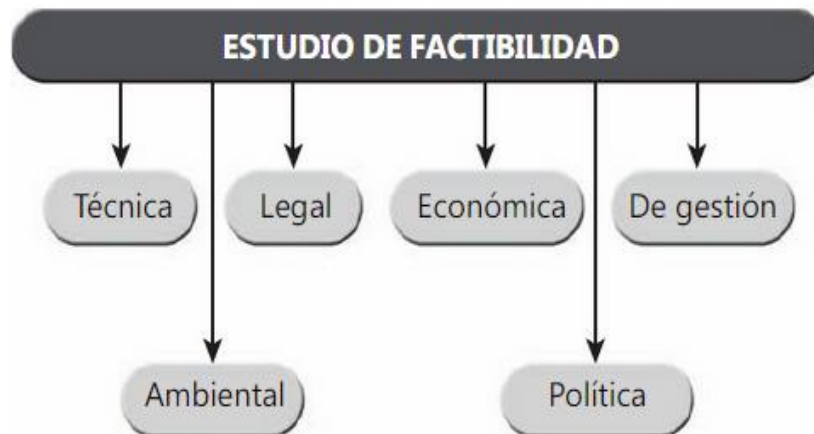 ESTUDIO DE FACTIBILIDAD
Técnica
Legal
Económica
De gestión
Ambiental
Política